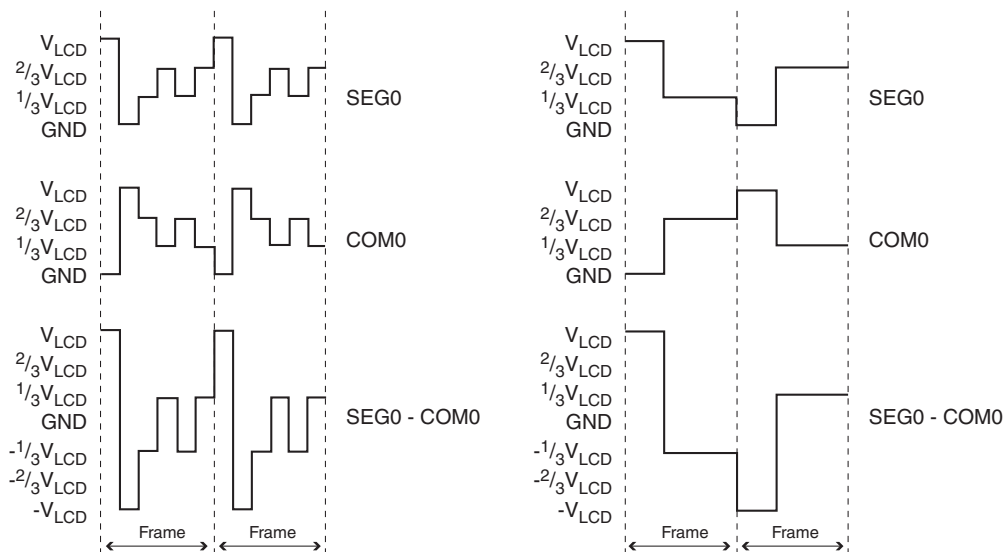 V_LCD
2/3V_LCD
1/3V_LCD
GND
SEG0
V_LCD
2/3V_LCD
1/3V_LCD
GND
COM0
V_LCD
2/3V_LCD
1/3V_LCD
GND
-1/3V_LCD
-2/3V_LCD
-V_LCD
SEG0 - COM0
Frame Frame
V_LCD
2/3V_LCD
1/3V_LCD
GND
SEG0
V_LCD
2/3V_LCD
1/3V_LCD
GND
COM0
V_LCD
2/3V_LCD
1/3V_LCD
GND
-1/3V_LCD
-2/3V_LCD
-V_LCD
SEG0 - COM0
Frame Frame